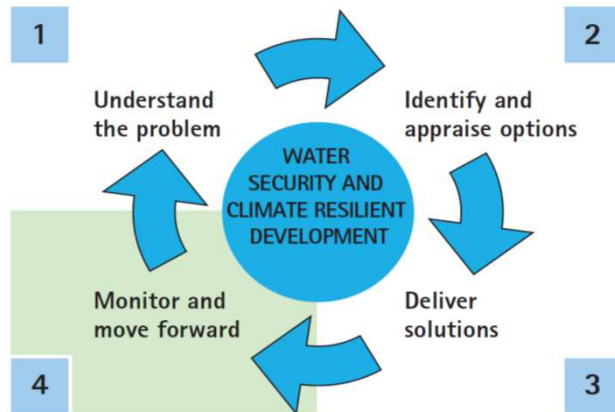 1
2
Understand
the problem
Identify and
appraise options
WATER
SECURITY AND
CLIMATE RESILIENT
DEVELOPMENT
Monitor and
move forward
Deliver
solutions
4
3